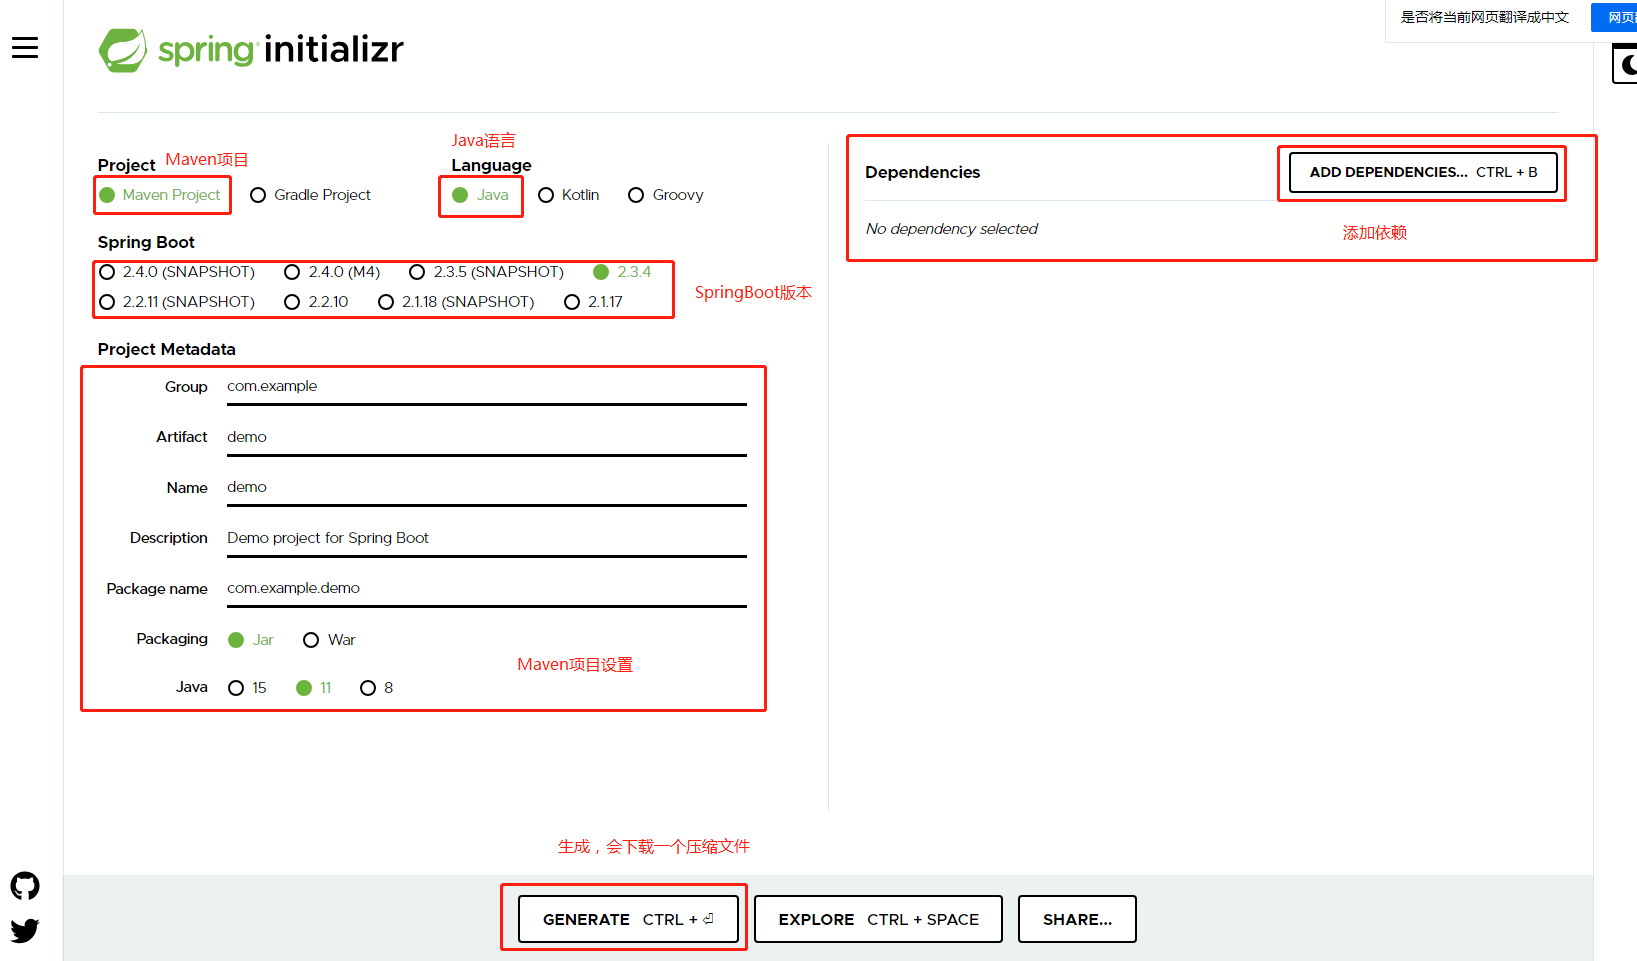 是否将当前网页翻译成中文
网页
spring initializr
Java语言
Project Maven项目
Language
Maven Project Gradle Project
Java Kotlin Groovy
Spring Boot
2.4.0 (SNAPSHOT) 2.4.0 (M4) 2.3.5 (SNAPSHOT) 2.3.4
2.2.11 (SNAPSHOT) 2.2.10 2.1.18 (SNAPSHOT) 2.1.17
SpringBoot版本
Project Metadata
Group com.example
Artifact demo
Name demo
Description Demo project for Spring Boot
Package name com.example.demo
Packaging Jar War
Maven项目设置
Java 15 11 8
Dependencies
ADD DEPENDENCIES... CTRL + B
No dependency selected
添加依赖
生成，会下载一个压缩文件
GENERATE CTRL + ⏎
EXPLORE CTRL + SPACE
SHARE...